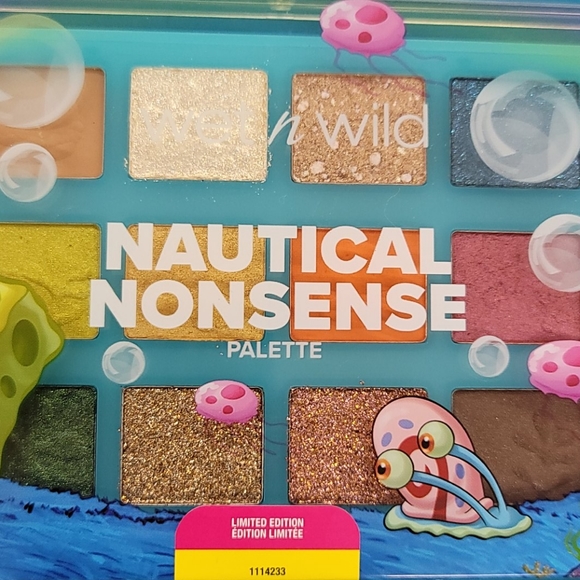 wet n wild
NAUTICAL
NONSENSE
PALETTE
LIMITED EDITION
ÉDITION LIMITÉE
1114233